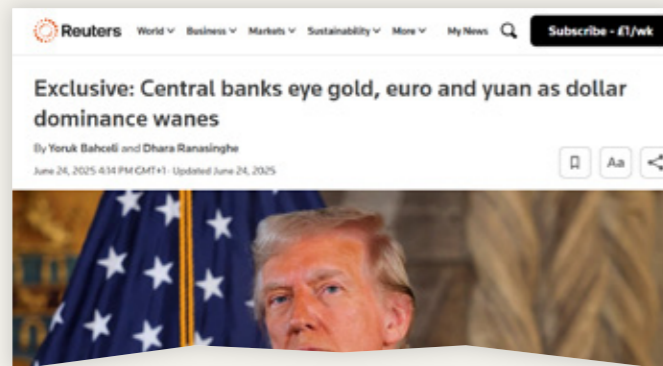 Reuters World Business Markets Sustainability More My News Subscribe - £1/wk
Exclusive: Central banks eye gold, euro and yuan as dollar
dominance wanes
By Yoruk Bahceli and Dhara Ranasinghe
June 24, 2025 4:14 PM GMT+1 · Updated June 24, 2025
Aa